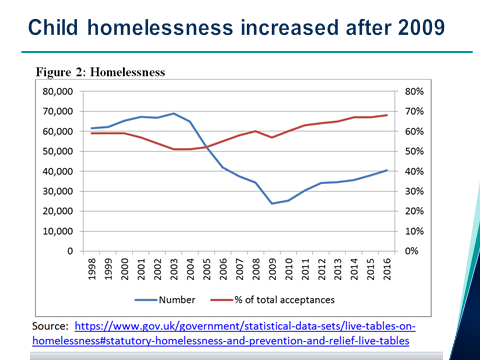 Child homelessness increased after 2009
Figure 2: Homelessness
80,000 80%
70,000 70%
60,000 60%
50,000 50%
40,000 40%
30,000 30%
20,000 20%
10,000 10%
0 0%
1998 1999 2000 2001 2002 2003 2004 2005 2006 2007 2008 2009 2010 2011 2012 2013 2014 2015 2016
Number % of total acceptances
Source: https://www.gov.uk/government/statistical-data-sets/live-tables-on-
homelessness#statutory-homelessness-and-prevention-and-relief-live-tables